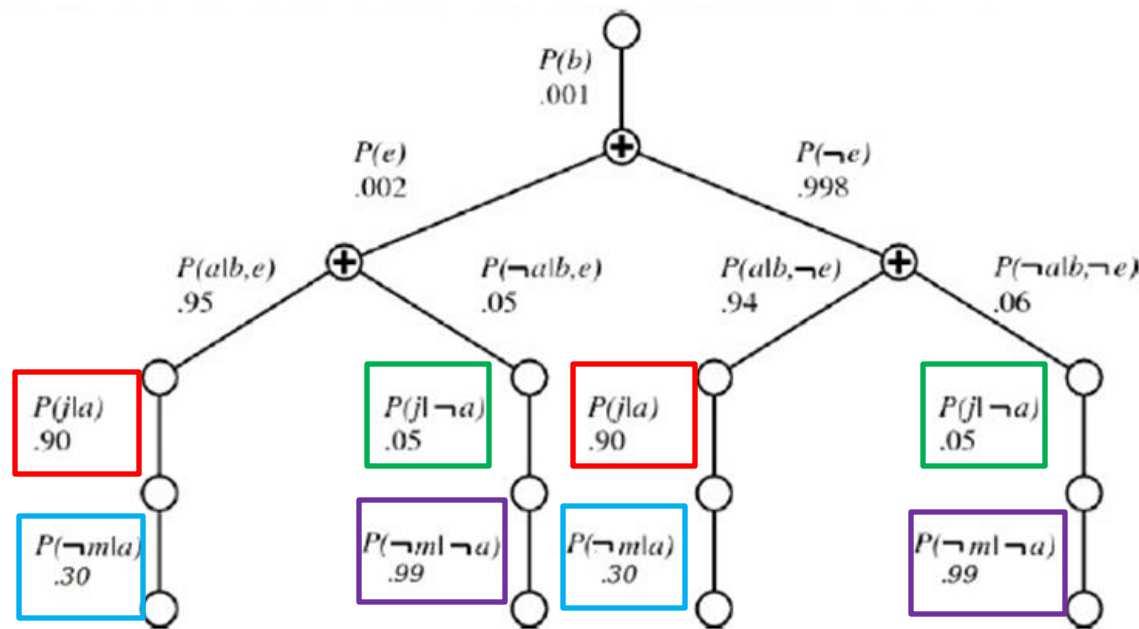 P(b)
.001
P(e)
.002
P(¬e)
.998
P(a|b,e)
.95
P(¬a|b,e)
.05
P(a|b,¬e)
.94
P(¬a|b,¬e)
.06
P(j|a)
.90
P(j|¬a)
.05
P(j|a)
.90
P(j|¬a)
.05
P(¬m|a)
.30
P(¬m|¬a)
.99
P(¬m|a)
.30
P(¬m|¬a)
.99